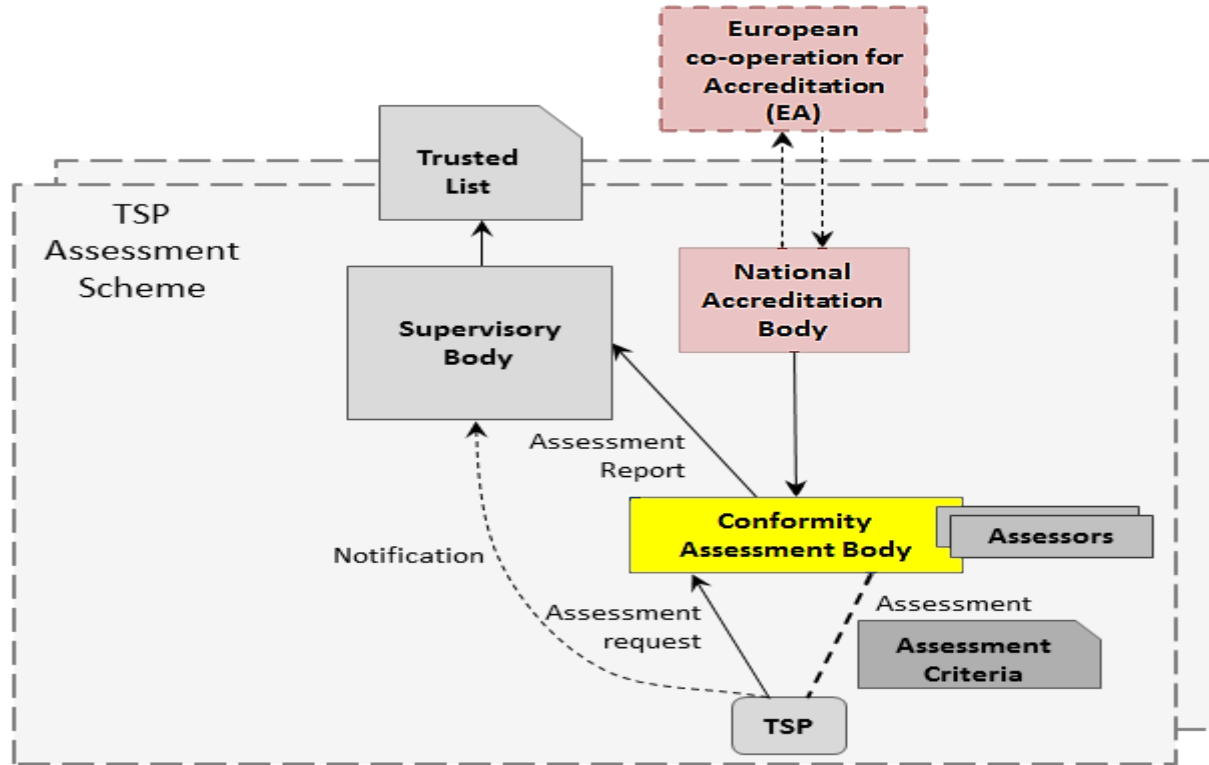 European
co-operation for
Accreditation
(EA)
Trusted
List
TSP
Assessment
Scheme
National
Accreditation
Body
Supervisory
Body
Assessment
Report
Conformity
Assessment Body
Assessors
Notification
Assessment
request
Assessment
Assessment
Criteria
TSP